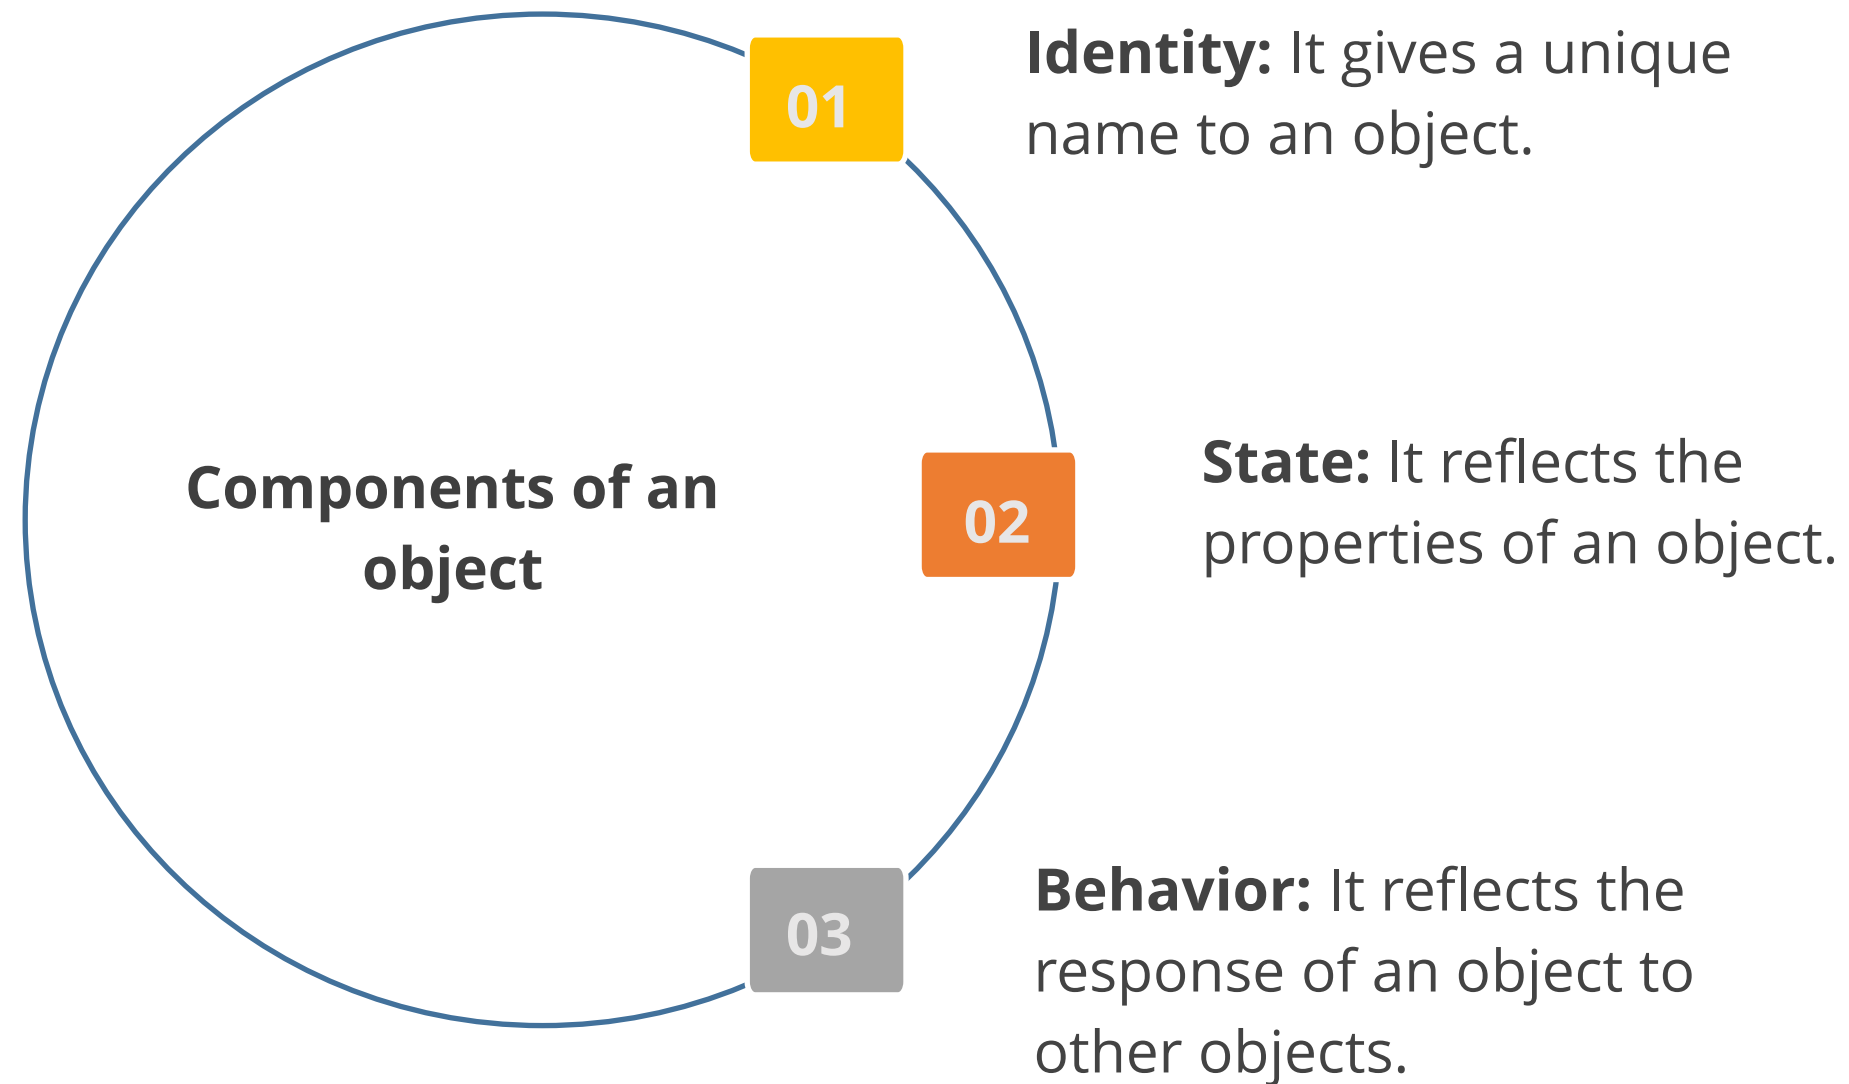 01
Identity: It gives a unique
name to an object.
Components of an
object
02
State: It reflects the
properties of an object.
03
Behavior: It reflects the
response of an object to
other objects.